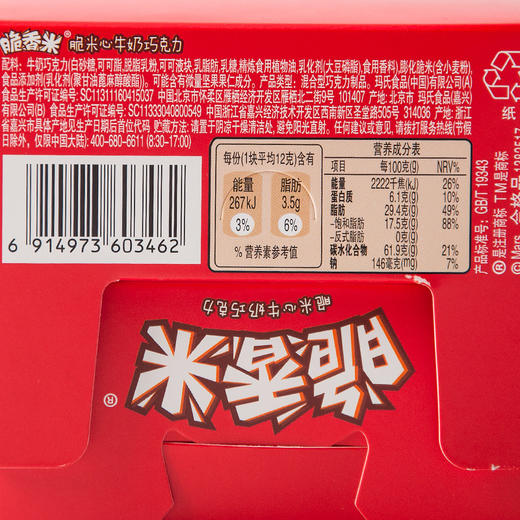 脆香米 脆米心牛奶巧克力
配料：牛奶巧克力(白砂糖,可可脂,脱脂乳粉,可可液块,乳脂肪,乳糖,精炼食用植物油,乳化剂(大豆磷脂),食用香料),膨化脆米(含小麦粉),
食品添加剂(乳化剂(聚甘油蓖麻醇酸酯))。可能含有微量坚果仁成分。产品类型：混合型巧克力制品。玛氏食品(中国)有限公司(A)
食品生产许可证编号：SC11311160415037 中国北京市怀柔区雁栖经济开发区雁栖北二街9号 101407 产地：北京市。玛氏食品(嘉兴)
有限公司(B) 食品生产许可证编号：SC11333040800549 中国浙江省嘉兴经济技术开发区西南新区圣堂路505号 314036 产地：浙江
省嘉兴市具体产地见生产日期后首位代码 贮藏方法：请置于阴凉干燥清洁处，避免阳光直射。任何建议或意见，请拨打服务热线(节假
日休息)：400-680-6611 (8:30-17:00)
6 914973 603462
每份(1块平均12克)含有
能量 脂肪
267kJ 3.5g
3% 6%
% 营养素参考值
营养成分表
项目 每100克(g) NRV%
能量 2222千焦(kJ) 26%
蛋白质 6.1克(g) 10%
脂肪 29.4克(g) 49%
-饱和脂肪 17.5克(g) 88%
-反式脂肪 0克(g)
碳水化合物 61.9克(g) 21%
钠 146毫克(mg) 7%
纸
产品标准号：GB/T 19343
®是注册商标 TM是商标
© Mars
脆米心牛奶巧克力
脆香米®